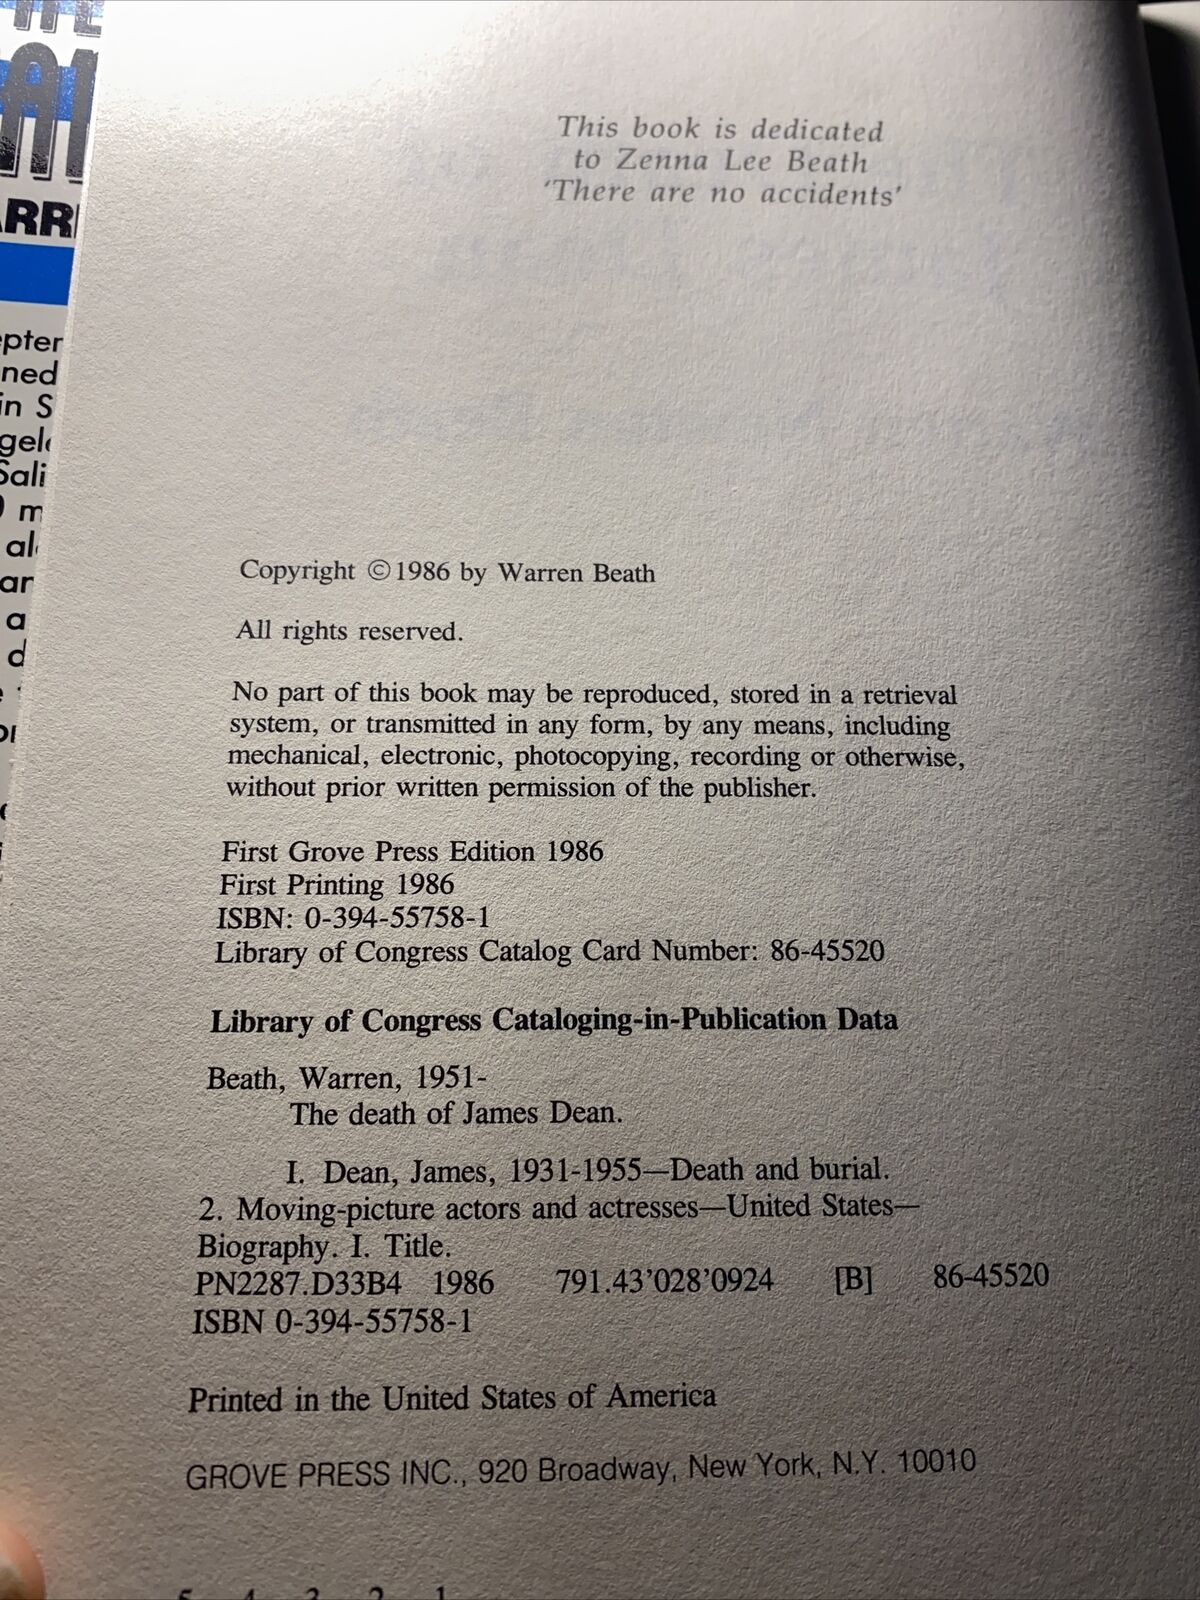 This book is dedicated
to Zenna Lee Beath
'There are no accidents'
Copyright ©1986 by Warren Beath
All rights reserved.
No part of this book may be reproduced, stored in a retrieval
system, or transmitted in any form, by any means, including
mechanical, electronic, photocopying, recording or otherwise,
without prior written permission of the publisher.
First Grove Press Edition 1986
First Printing 1986
ISBN: 0-394-55758-1
Library of Congress Catalog Card Number: 86-45520
Library of Congress Cataloging-in-Publication Data
Beath, Warren, 1951-
The death of James Dean.
I. Dean, James, 1931-1955—Death and burial.
2. Moving-picture actors and actresses—United States—
Biography. I. Title.
PN2287.D33B4 1986 791.43'028'0924 [B] 86-45520
ISBN 0-394-55758-1
Printed in the United States of America
GROVE PRESS INC., 920 Broadway, New York, N.Y. 10010
5 4 3 2 1